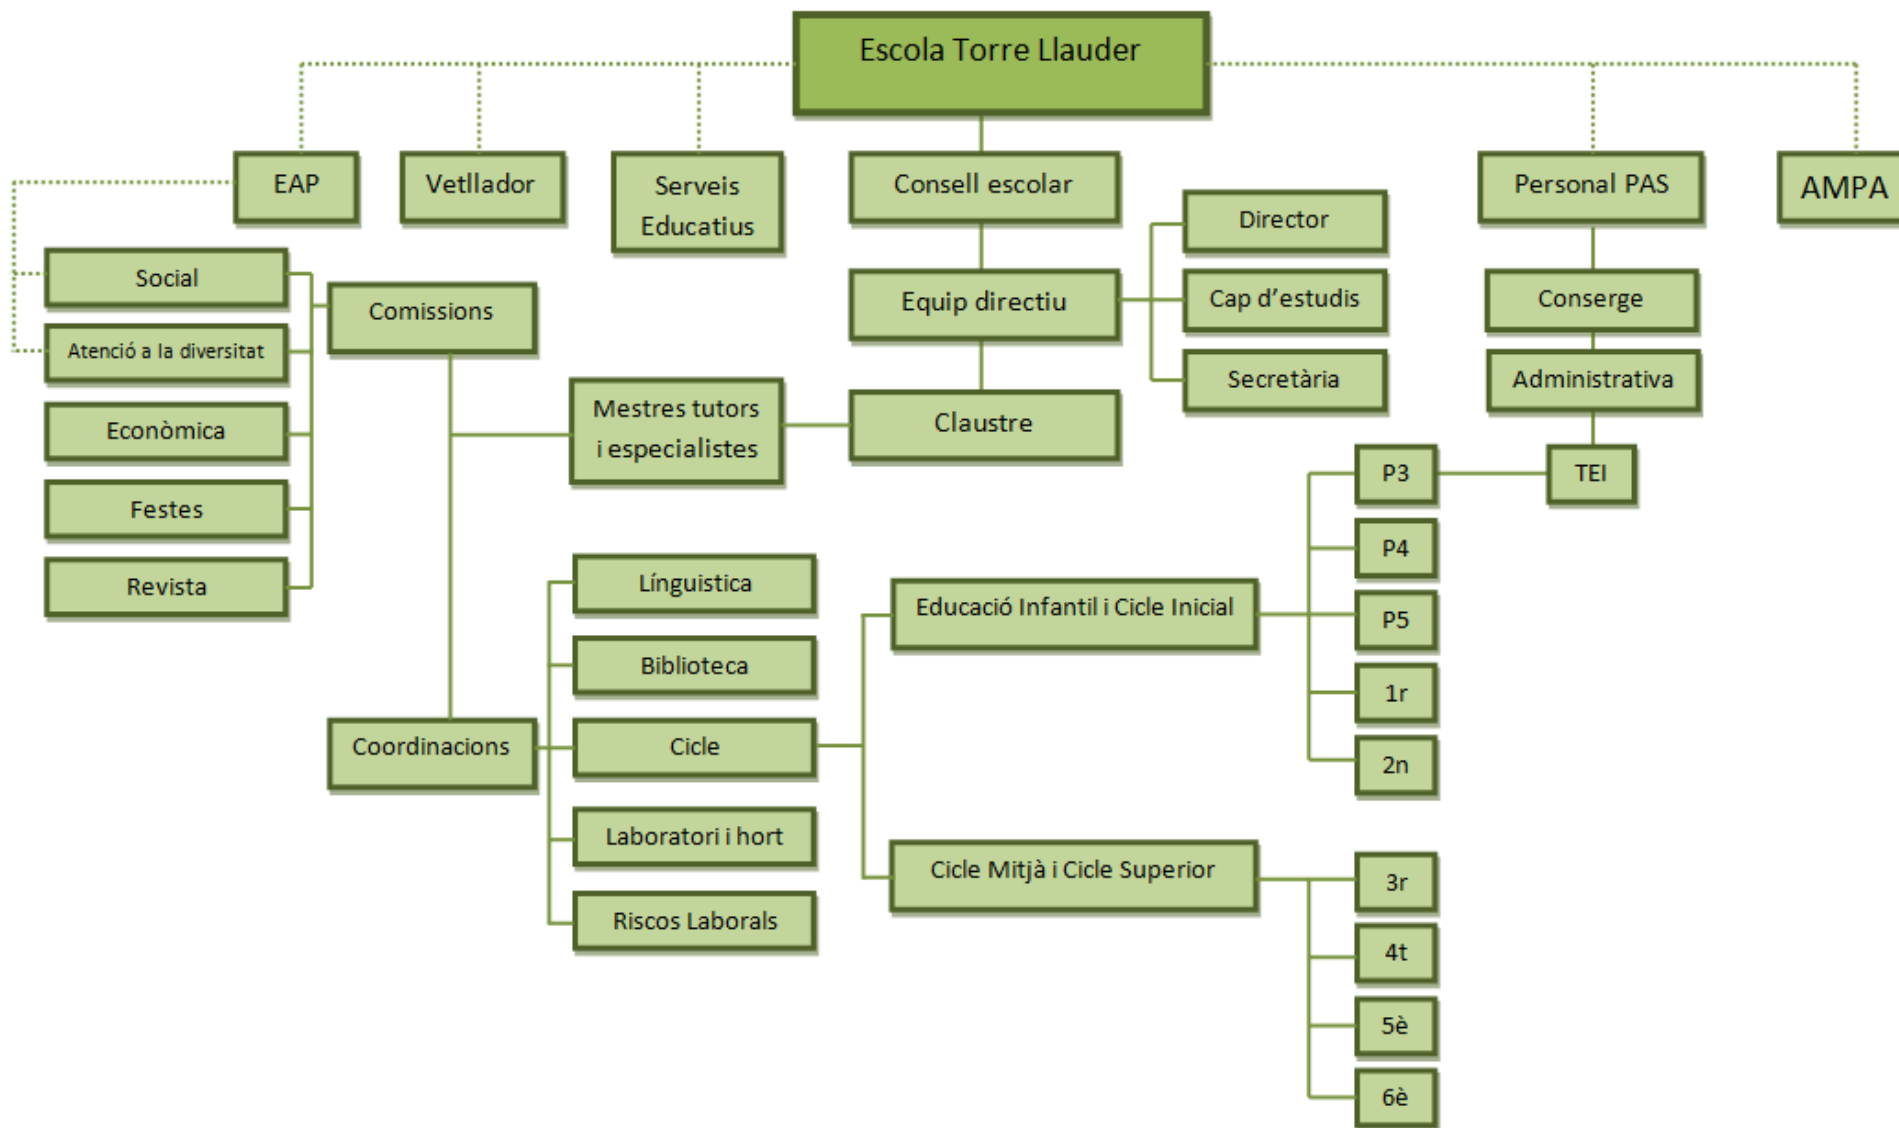 Escola Torre Llauder
EAP
Vetllador
Serveis
Educatius
Consell escolar
Personal PAS
AMPA
Director
Social
Comissions
Equip directiu
Cap d’estudis
Conserge
Atenció a la diversitat
Secretària
Administrativa
Mestres tutors
i especialistes
Claustre
Econòmica
P3
TEI
Festes
P4
Revista
Línguistica
Educació Infantil i Cicle Inicial
P5
Biblioteca
1r
Coordinacions
Cicle
2n
Laboratori i hort
Cicle Mitjà i Cicle Superior
3r
Riscos Laborals
4t
5è
6è